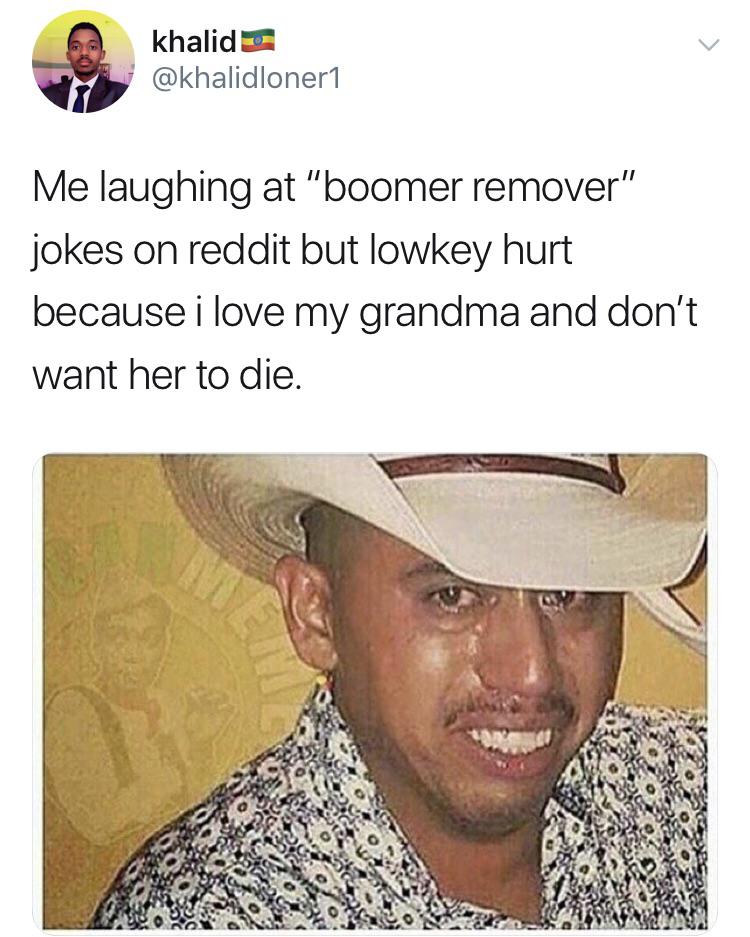 khalid🇪🇹
@khalidloner1
Me laughing at “boomer remover”
jokes on reddit but lowkey hurt
because i love my grandma and don’t
want her to die.
MEME